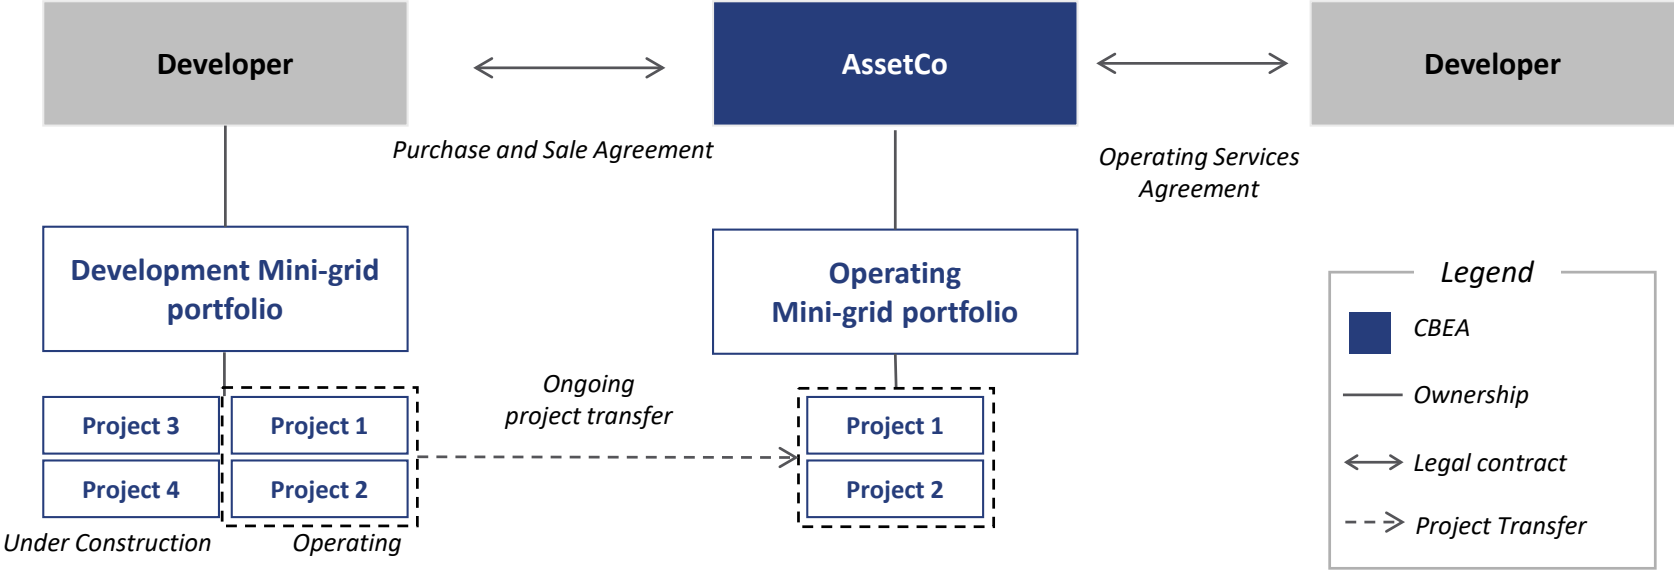 Developer
AssetCo
Developer
Purchase and Sale Agreement
Operating Services
Agreement
Development Mini-grid
portfolio
Operating
Mini-grid portfolio
Project 3
Project 1
Project 4
Project 2
Under Construction
Operating
Ongoing
project transfer
Project 1
Project 2
Legend
CBEA
Ownership
Legal contract
Project Transfer